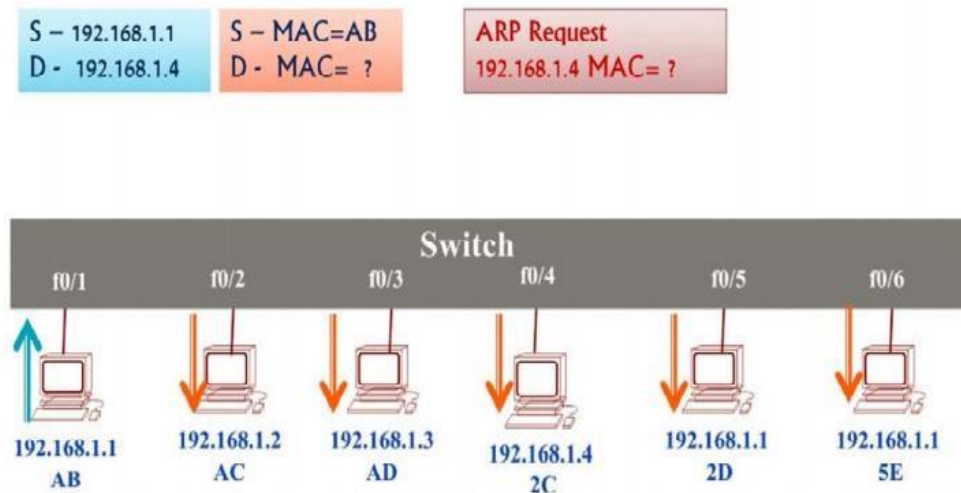 S – 192.168.1.1
D - 192.168.1.4
S – MAC=AB
D - MAC= ?
ARP Request
192.168.1.4 MAC= ?
Switch
f0/1 f0/2 f0/3 f0/4 f0/5 f0/6
192.168.1.1 192.168.1.2 192.168.1.3 192.168.1.4 192.168.1.1 192.168.1.1
AB AC AD 2C 2D 5E